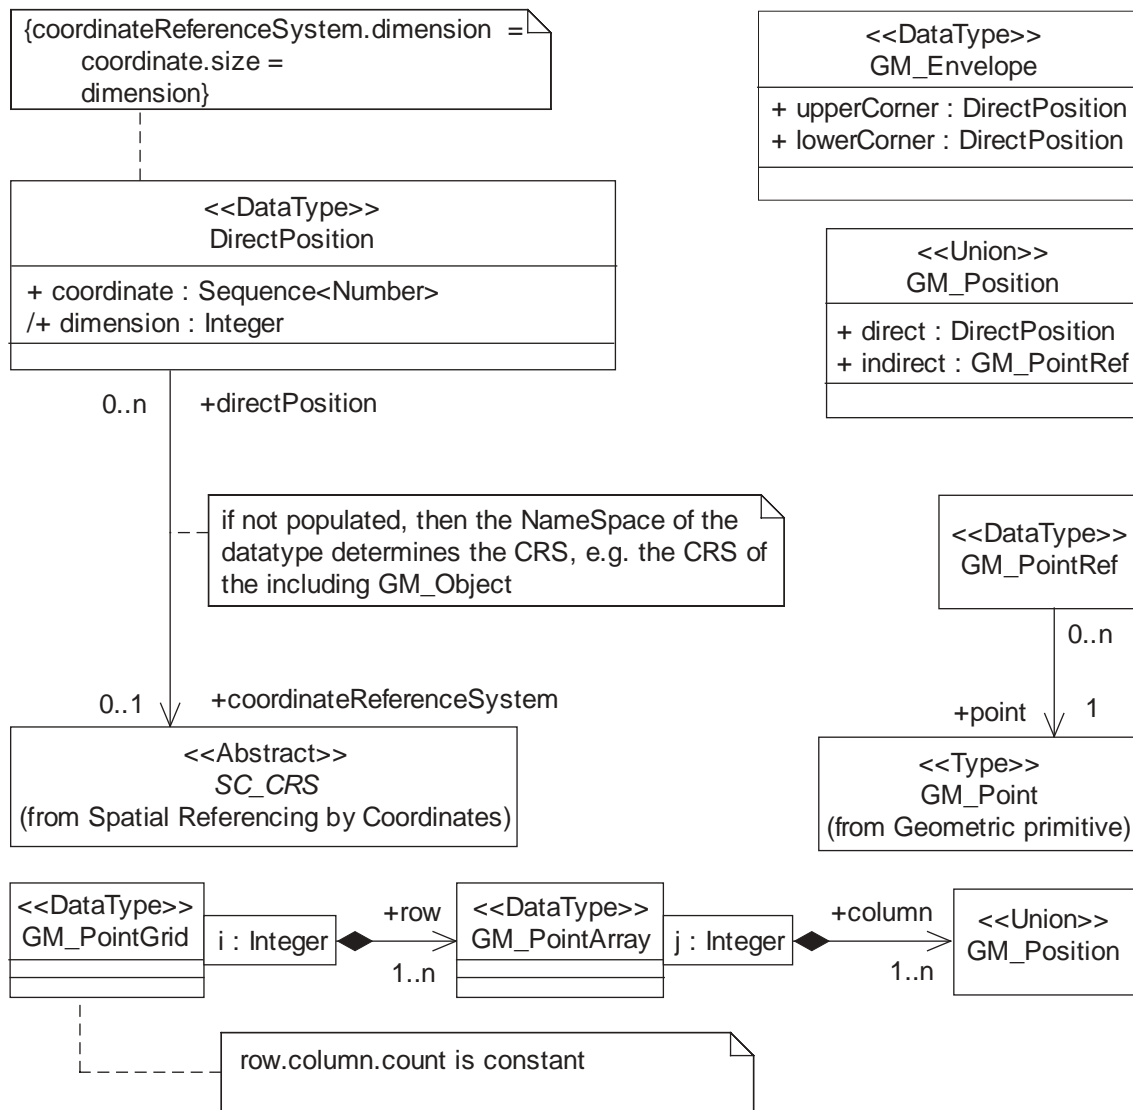 {coordinateReferenceSystem.dimension =
coordinate.size =
dimension}
<<DataType>>
GM_Envelope
+ upperCorner : DirectPosition
+ lowerCorner : DirectPosition
<<DataType>>
DirectPosition
+ coordinate : Sequence<Number>
/+ dimension : Integer
<<Union>>
GM_Position
+ direct : DirectPosition
+ indirect : GM_PointRef
0..n
+directPosition
if not populated, then the NameSpace of the
datatype determines the CRS, e.g. the CRS of
the including GM_Object
<<DataType>>
GM_PointRef
0..n
0..1
+coordinateReferenceSystem
+point
1
<<Abstract>>
SC_CRS
(from Spatial Referencing by Coordinates)
<<Type>>
GM_Point
(from Geometric primitive)
<<DataType>>
GM_PointGrid
i : Integer
+row
1..n
<<DataType>>
GM_PointArray
j : Integer
+column
1..n
<<Union>>
GM_Position
row.column.count is constant